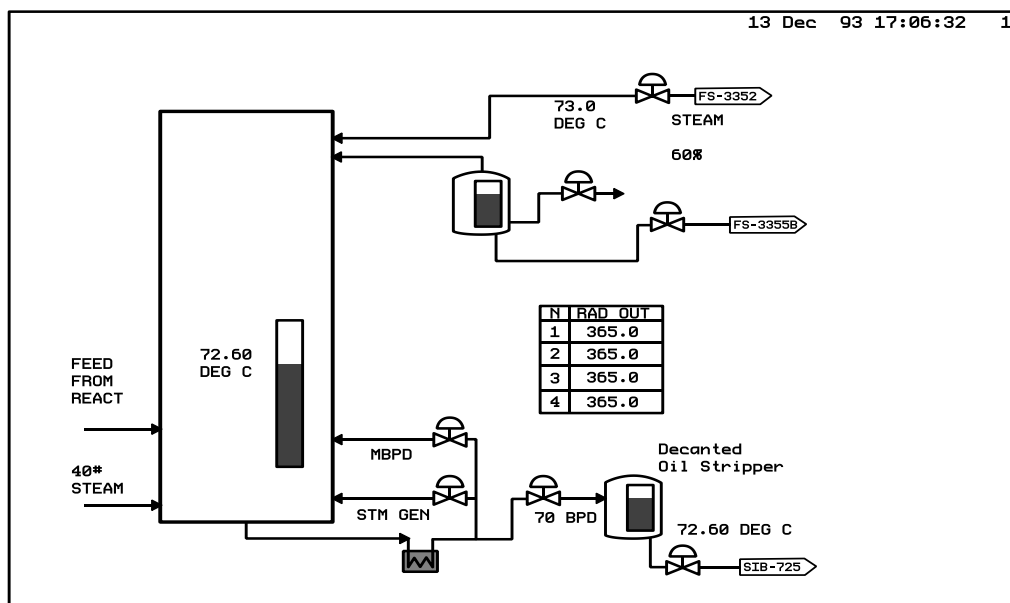 13 Dec 93 17:06:32 1
FS-3352
73.0
DEG C
STEAM
60%
FS-3355B
N RAD OUT
1 365.0
2 365.0
3 365.0
4 365.0
72.60
DEG C
FEED
FROM
REACT
40#
STEAM
MBPD
STM GEN
Decanted
Oil Stripper
70 BPD
72.60 DEG C
SIB-725